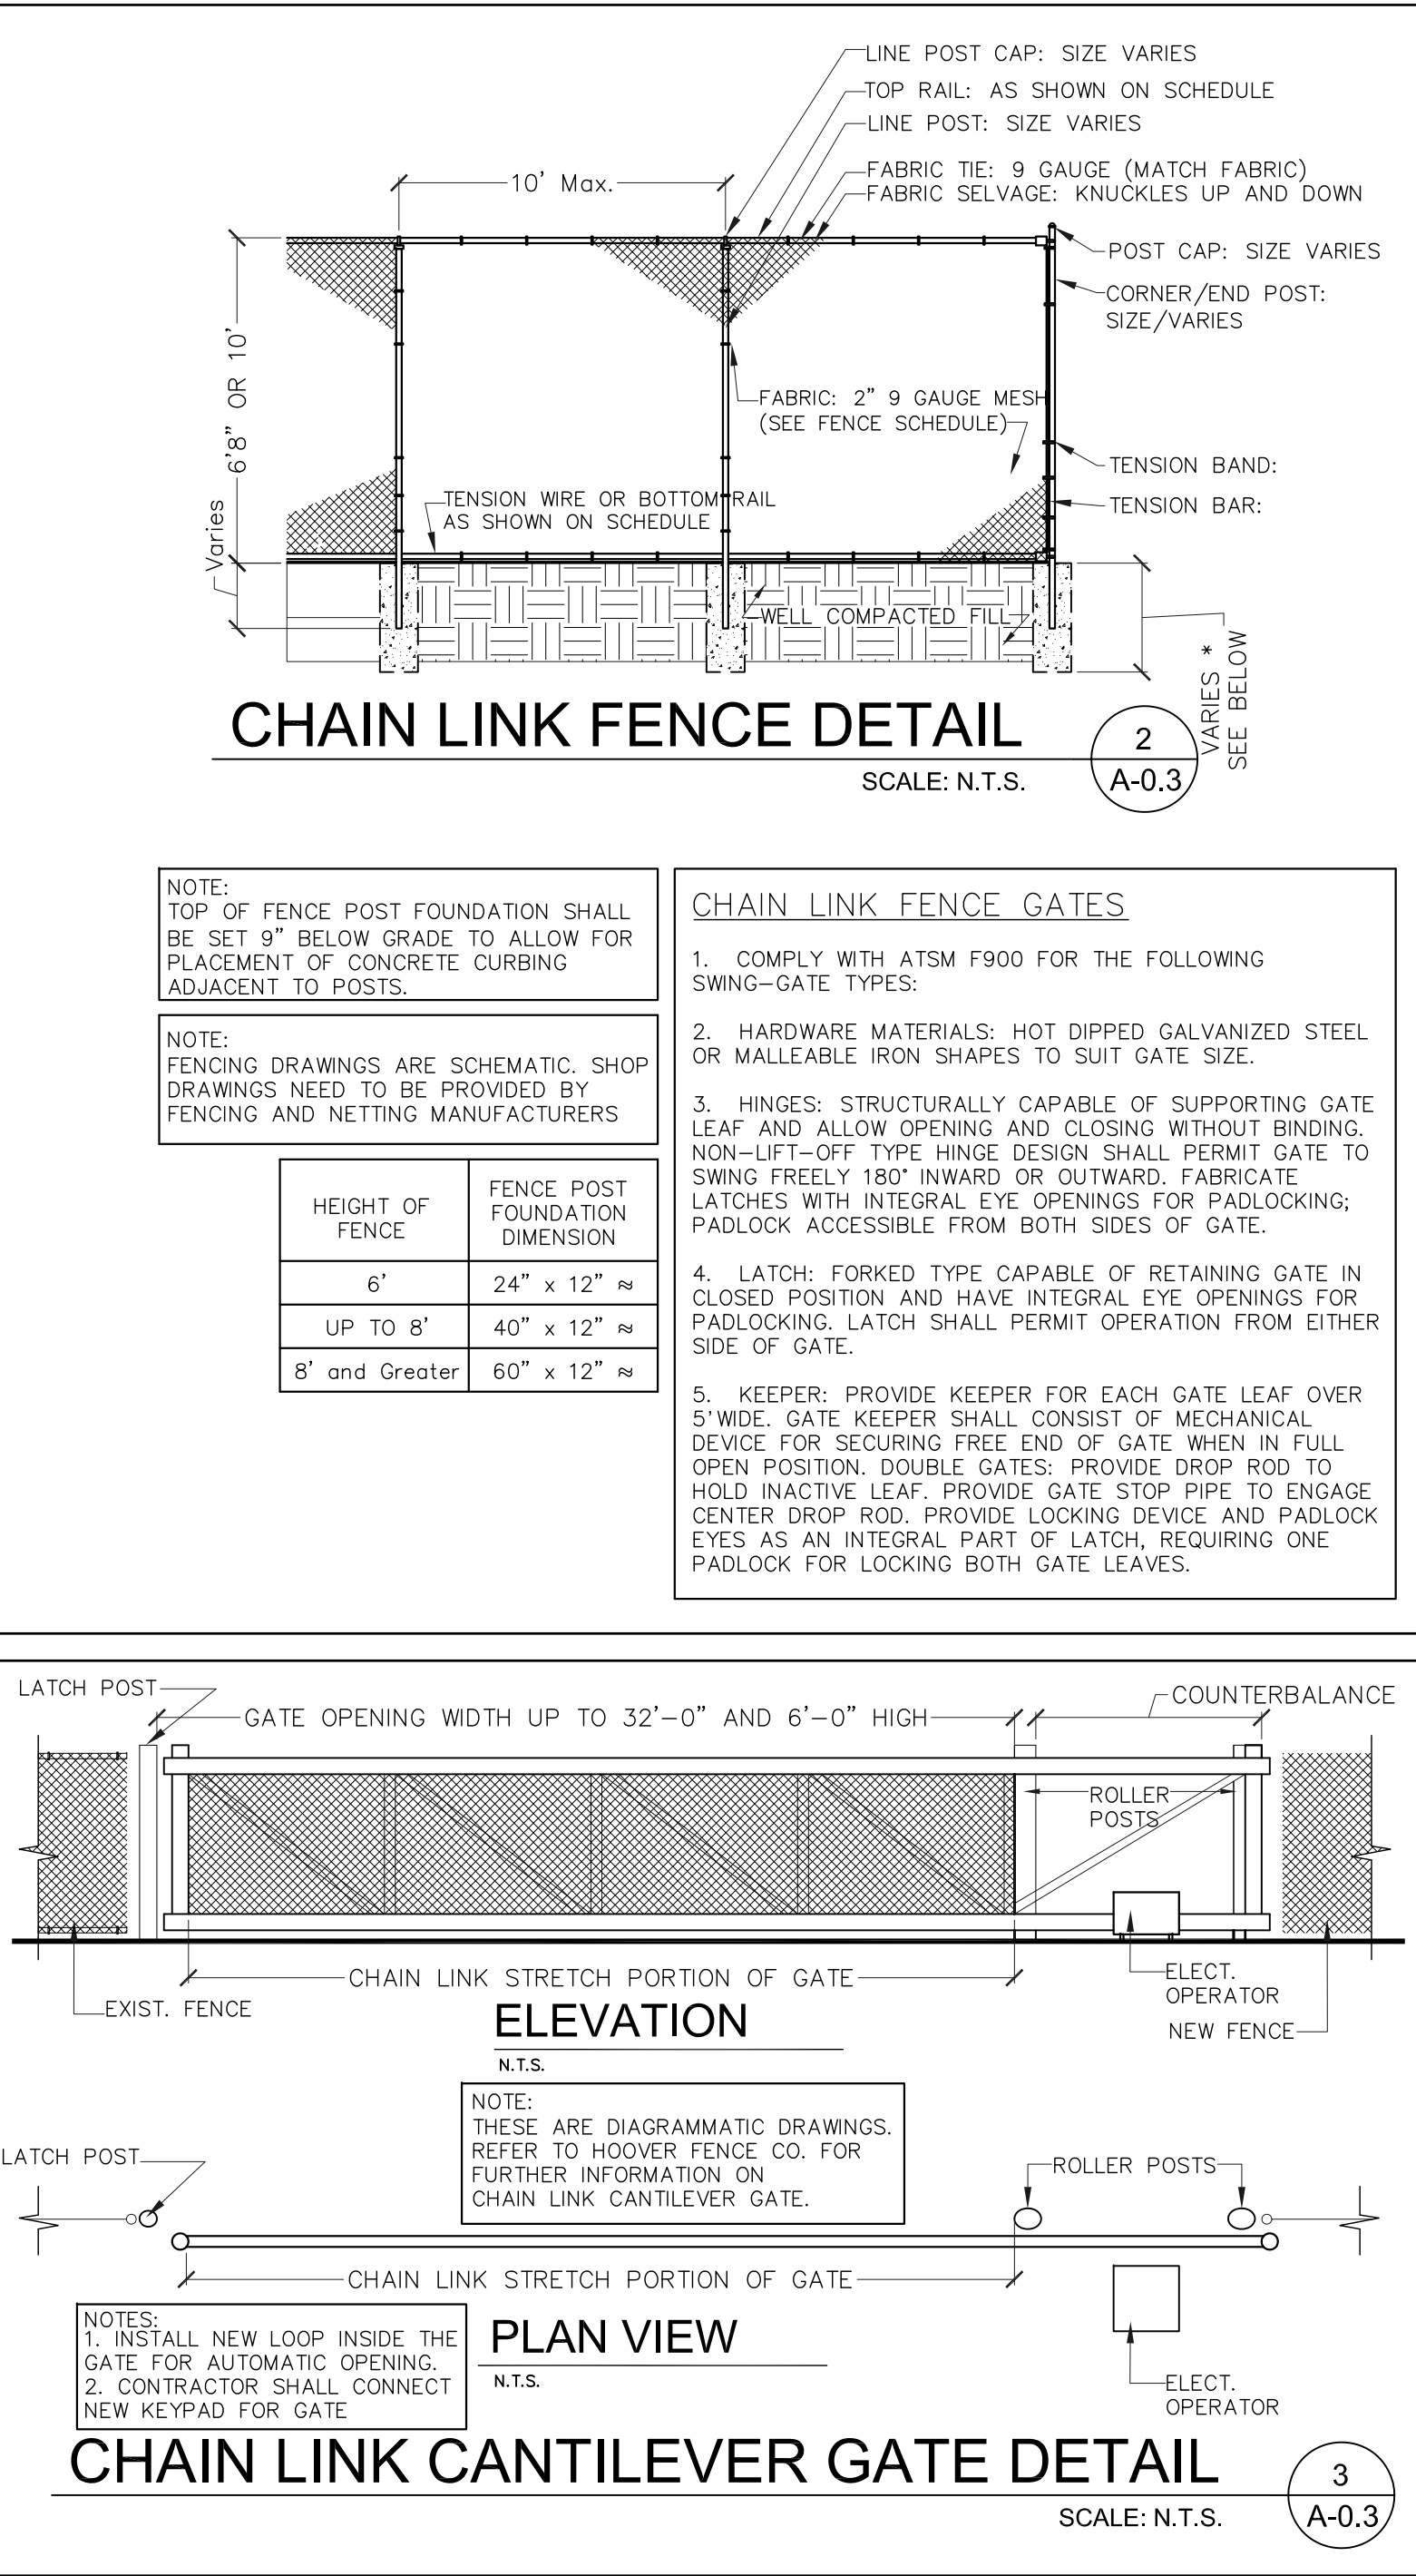 LINE POST CAP: SIZE VARIES
TOP RAIL: AS SHOWN ON SCHEDULE
LINE POST: SIZE VARIES
FABRIC TIE: 9 GAUGE (MATCH FABRIC)
FABRIC SELVAGE: KNUCKLES UP AND DOWN
10' Max.
POST CAP: SIZE VARIES
CORNER/END POST:
SIZE/VARIES
6'8" OR 10'
Varies
FABRIC: 2" 9 GAUGE MESH
(SEE FENCE SCHEDULE)
TENSION BAND:
TENSION BAR:
TENSION WIRE OR BOTTOM RAIL
AS SHOWN ON SCHEDULE
WELL COMPACTED FILL
VARIES *
SEE BELOW
CHAIN LINK FENCE DETAIL
SCALE: N.T.S.
2
A-0.3
NOTE:
TOP OF FENCE POST FOUNDATION SHALL
BE SET 9" BELOW GRADE TO ALLOW FOR
PLACEMENT OF CONCRETE CURBING
ADJACENT TO POSTS.
NOTE:
FENCING DRAWINGS ARE SCHEMATIC. SHOP
DRAWINGS NEED TO BE PROVIDED BY
FENCING AND NETTING MANUFACTURERS
HEIGHT OF
FENCE
FENCE POST
FOUNDATION
DIMENSION
6'
24" x 12" ≈
UP TO 8'
40" x 12" ≈
8' and Greater
60" x 12" ≈
CHAIN LINK FENCE GATES
1. COMPLY WITH ATSM F900 FOR THE FOLLOWING
SWING-GATE TYPES:
2. HARDWARE MATERIALS: HOT DIPPED GALVANIZED STEEL
OR MALLEABLE IRON SHAPES TO SUIT GATE SIZE.
3. HINGES: STRUCTURALLY CAPABLE OF SUPPORTING GATE
LEAF AND ALLOW OPENING AND CLOSING WITHOUT BINDING.
NON-LIFT-OFF TYPE HINGE DESIGN SHALL PERMIT GATE TO
SWING FREELY 180° INWARD OR OUTWARD. FABRICATE
LATCHES WITH INTEGRAL EYE OPENINGS FOR PADLOCKING;
PADLOCK ACCESSIBLE FROM BOTH SIDES OF GATE.
4. LATCH: FORKED TYPE CAPABLE OF RETAINING GATE IN
CLOSED POSITION AND HAVE INTEGRAL EYE OPENINGS FOR
PADLOCKING. LATCH SHALL PERMIT OPERATION FROM EITHER
SIDE OF GATE.
5. KEEPER: PROVIDE KEEPER FOR EACH GATE LEAF OVER
5' WIDE. GATE KEEPER SHALL CONSIST OF MECHANICAL
DEVICE FOR SECURING FREE END OF GATE WHEN IN FULL
OPEN POSITION. DOUBLE GATES: PROVIDE DROP ROD TO
HOLD INACTIVE LEAF. PROVIDE GATE STOP PIPE TO ENGAGE
CENTER DROP ROD. PROVIDE LOCKING DEVICE AND PADLOCK
EYES AS AN INTEGRAL PART OF LATCH, REQUIRING ONE
PADLOCK FOR LOCKING BOTH GATE LEAVES.
LATCH POST
GATE OPENING WIDTH UP TO 32'-0" AND 6'-0" HIGH
COUNTERBALANCE
ROLLER
POSTS
CHAIN LINK STRETCH PORTION OF GATE
EXIST. FENCE
ELECT.
OPERATOR
NEW FENCE
ELEVATION
N.T.S.
NOTE:
THESE ARE DIAGRAMMATIC DRAWINGS.
REFER TO HOOVER FENCE CO. FOR
FURTHER INFORMATION ON
CHAIN LINK CANTILEVER GATE.
LATCH POST
ROLLER POSTS
CHAIN LINK STRETCH PORTION OF GATE
NOTES:
1. INSTALL NEW LOOP INSIDE THE
GATE FOR AUTOMATIC OPENING.
2. CONTRACTOR SHALL CONNECT
NEW KEYPAD FOR GATE
PLAN VIEW
N.T.S.
ELECT.
OPERATOR
CHAIN LINK CANTILEVER GATE DETAIL
SCALE: N.T.S.
3
A-0.3